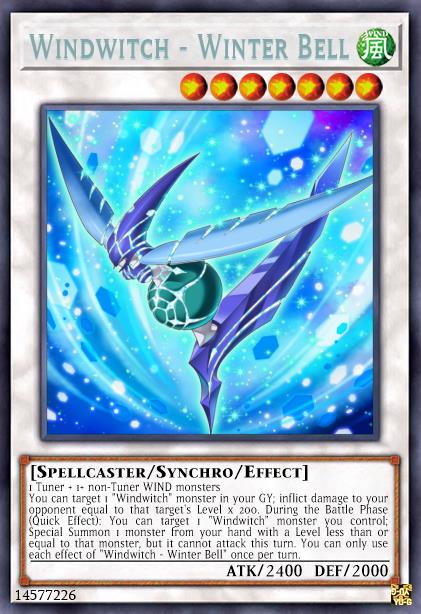 Windwitch - Winter Bell
WIND
風
[Spellcaster/Synchro/Effect]
1 Tuner + 1+ non-Tuner WIND monsters
You can target 1 "Windwitch" monster in your GY; inflict damage to your
opponent equal to that target's Level x 200. During the Battle Phase
(Quick Effect): You can target 1 "Windwitch" monster you control;
Special Summon 1 monster from your hand with a Level less than or
equal to that monster, but it cannot attack this turn. You can only use
each effect of "Windwitch - Winter Bell" once per turn.
ATK/2400 DEF/2000
14577226